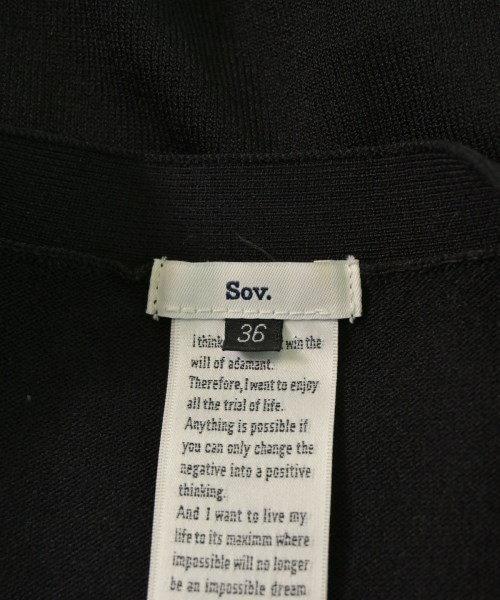 Sov.
36
I think win the
will of adamant.
Therefore, I want to enjoy
all the trial of life.
Anything is possible if
you can only change the
negative into a positive
thinking.
And I want to live my
life to its maximm where
impossible will no longer
be an impossible dream